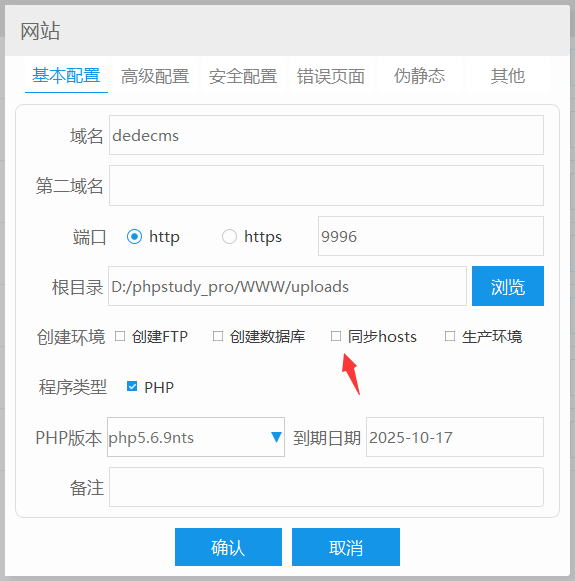 网站
基本配置 高级配置 安全配置 错误页面 伪静态 其他
域名 dedecms
第二域名
端口 http https 9996
根目录 D:/phpstudy_pro/WWW/uploads 浏览
创建环境 创建FTP 创建数据库 同步hosts 生产环境
程序类型 PHP
PHP版本 php5.6.9nts 到期日期 2025-10-17
备注
确认 取消